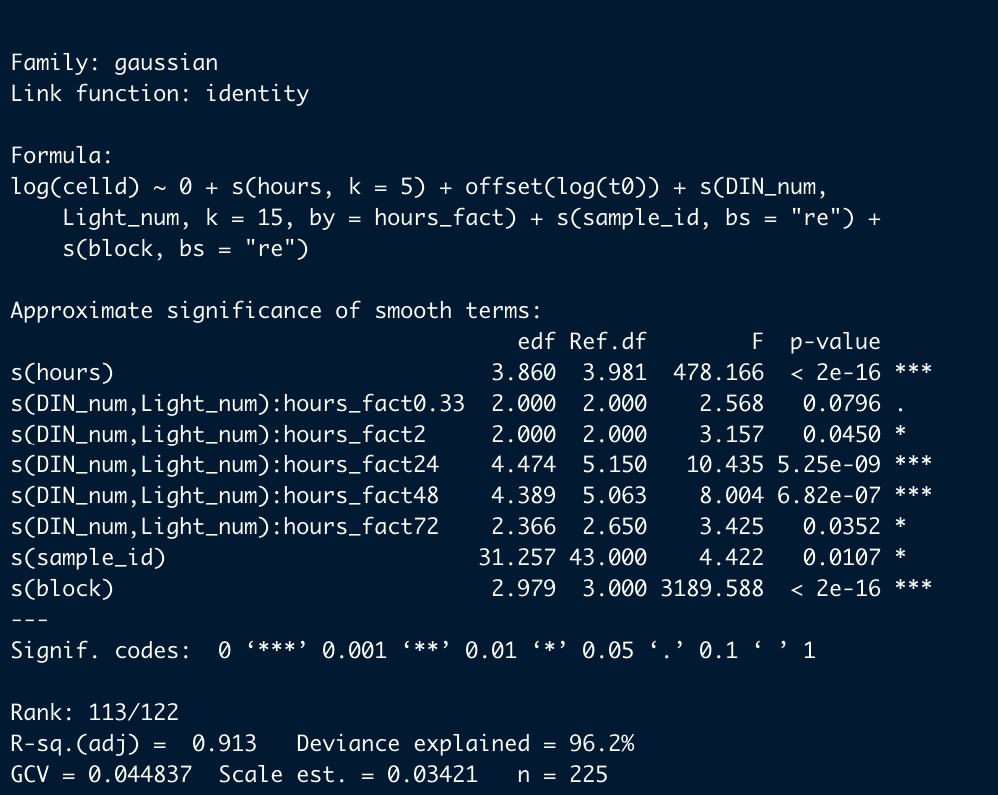 Family: gaussian
Link function: identity

Formula:
log(celld) ~ 0 + s(hours, k = 5) + offset(log(t0)) + s(DIN_num,
    Light_num, k = 15, by = hours_fact) + s(sample_id, bs = "re") +
    s(block, bs = "re")

Approximate significance of smooth terms:
                                       edf Ref.df        F  p-value
s(hours)                             3.860  3.981  478.166  < 2e-16 ***
s(DIN_num,Light_num):hours_fact0.33  2.000  2.000    2.568   0.0796 .
s(DIN_num,Light_num):hours_fact2     2.000  2.000    3.157   0.0450 *
s(DIN_num,Light_num):hours_fact24    4.474  5.150   10.435 5.25e-09 ***
s(DIN_num,Light_num):hours_fact48    4.389  5.063    8.004 6.82e-07 ***
s(DIN_num,Light_num):hours_fact72    2.366  2.650    3.425   0.0352 *
s(sample_id)                        31.257 43.000    4.422   0.0107 *
s(block)                             2.979  3.000 3189.588  < 2e-16 ***
---
Signif. codes:  0 ‘***’ 0.001 ‘**’ 0.01 ‘*’ 0.05 ‘.’ 0.1 ‘ ’ 1

Rank: 113/122
R-sq.(adj) =  0.913   Deviance explained = 96.2%
GCV = 0.044837  Scale est. = 0.03421   n = 225